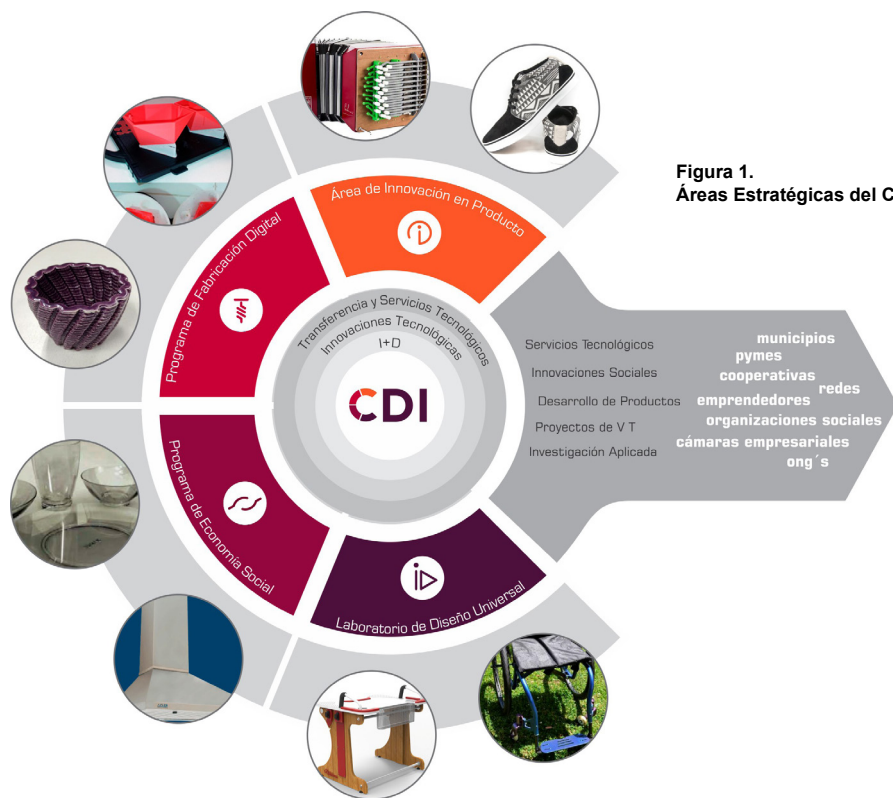 Figura 1.
Áreas Estratégicas del C
Área de Innovación en Producto
Programa de Fabricación Digital
Transferencia y Servicios Tecnológicos
Innovaciones Tecnológicas
I+D
CDI
Programa de Economía Social
Laboratorio de Diseño Universal
Servicios Tecnológicos
Innovaciones Sociales
Desarrollo de Productos
Proyectos de V T
Investigación Aplicada
municipios
pymes
cooperativas
redes
emprendedores
organizaciones sociales
cámaras empresariales
ong´s